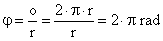 φ = o/r = 2·π·r/r = 2·π rad